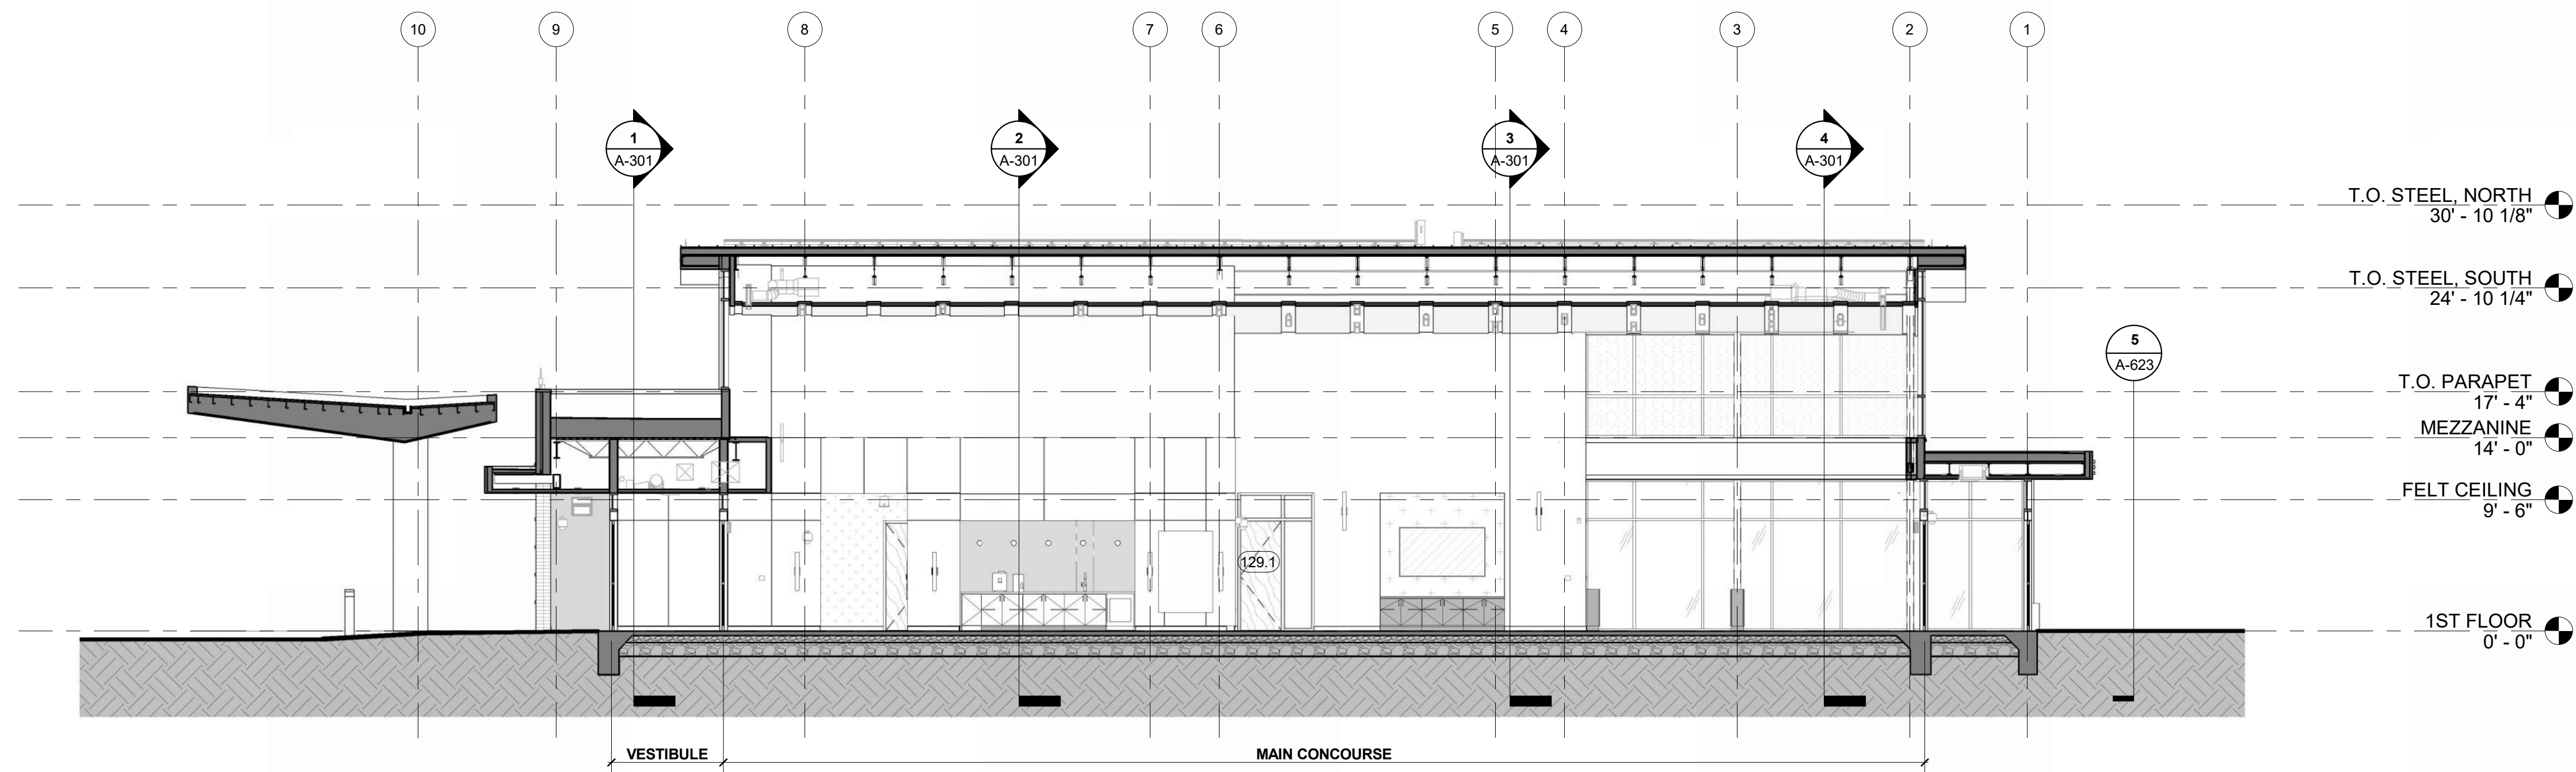 10
9
8
7
6
5
4
3
2
1
1
A-301
2
A-301
3
A-301
4
A-301
T.O. STEEL, NORTH
30' - 10 1/8"
T.O. STEEL, SOUTH
24' - 10 1/4"
5
A-623
T.O. PARAPET
17' - 4"
MEZZANINE
14' - 0"
FELT CEILING
9' - 6"
129.1
1ST FLOOR
0' - 0"
VESTIBULE
MAIN CONCOURSE